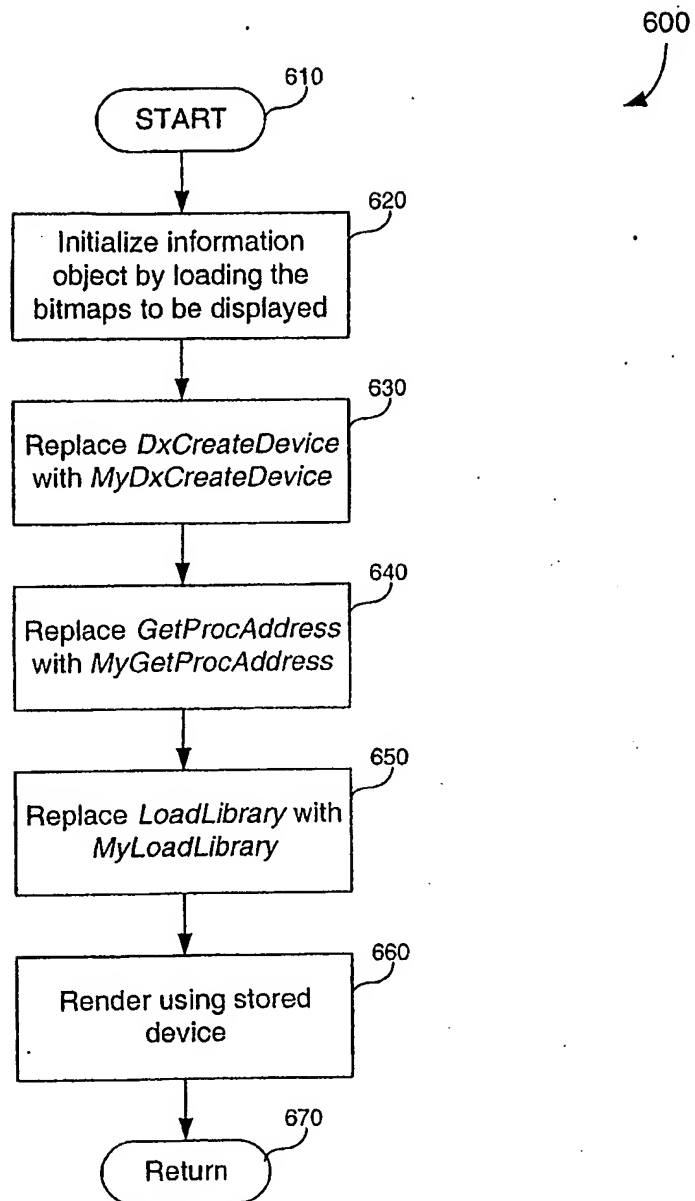 600
610
START
620
Initialize information
object by loading the
bitmaps to be displayed
630
Replace DxCreateDevice
with MyDxCreateDevice
640
Replace GetProcAddress
with MyGetProcAddress
650
Replace LoadLibrary with
MyLoadLibrary
660
Render using stored
device
670
Return